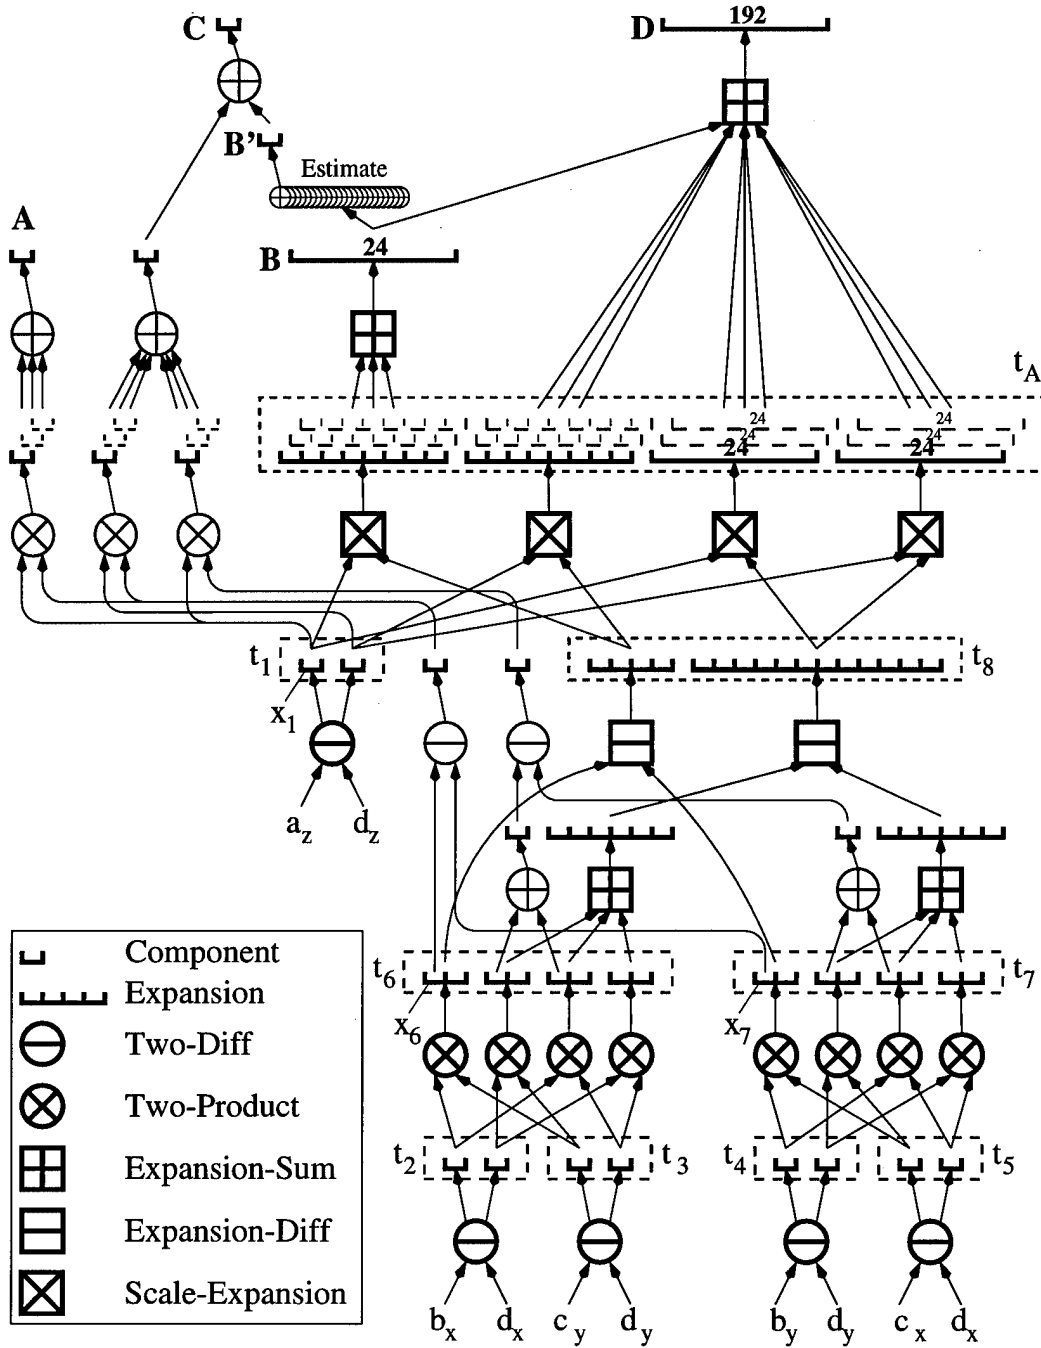 C
D 192
B'
Estimate
A
B 24
t_A
24 24
24 24
24 24
t_1
t_8
x_1
a_z d_z
t_6
t_7
x_6
x_7
t_2 t_3 t_4 t_5
b_x d_x c_y d_y b_y d_y c_x d_x
Component
Expansion
Two-Diff
Two-Product
Expansion-Sum
Expansion-Diff
Scale-Expansion